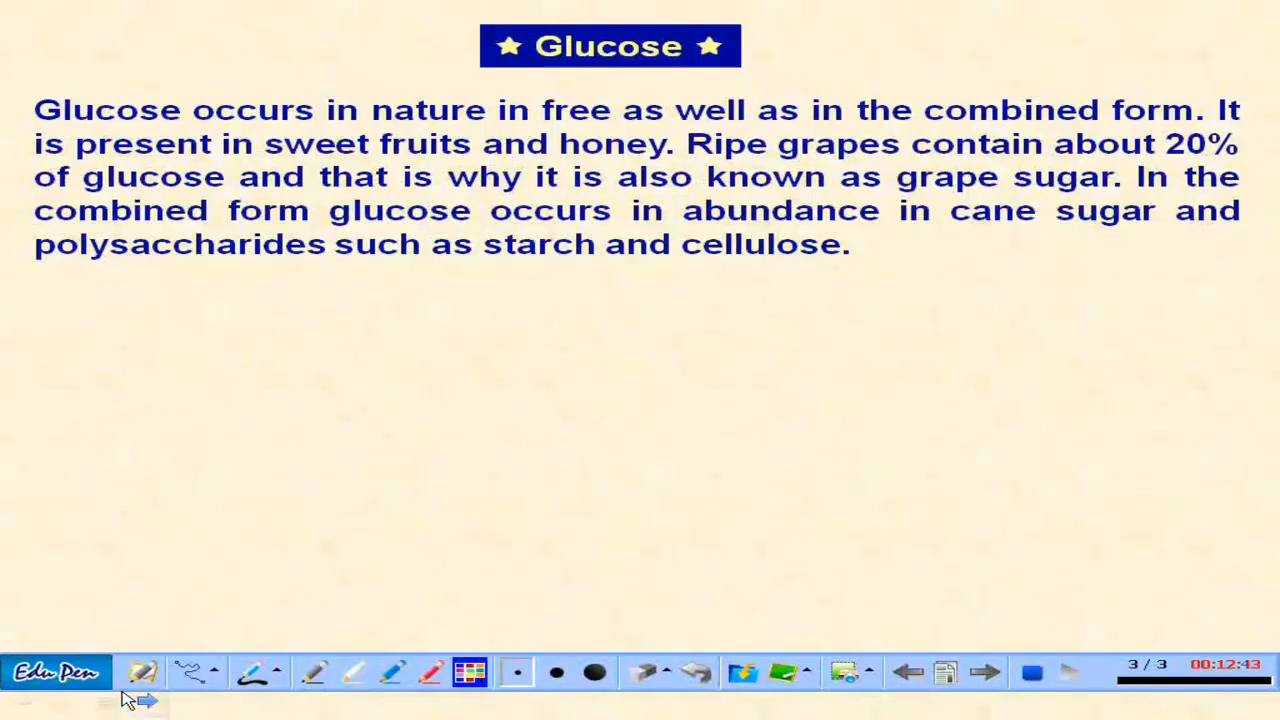 ★ Glucose ★
Glucose occurs in nature in free as well as in the combined form. It
is present in sweet fruits and honey. Ripe grapes contain about 20%
of glucose and that is why it is also known as grape sugar. In the
combined form glucose occurs in abundance in cane sugar and
polysaccharides such as starch and cellulose.
Edu Pen
3 / 3 00:12:43